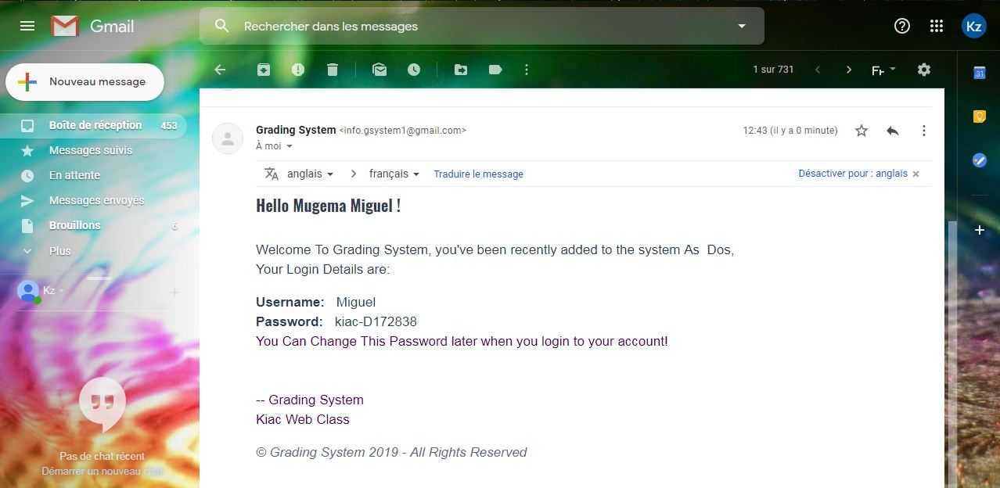 Gmail
Rechercher dans les messages
Kz
Nouveau message
1 sur 731
Fr
31
Boîte de réception 453
Messages suivis
En attente
Messages envoyés
Brouillons 6
Plus
Kz
Pas de chat récent
Démarrer un nouveau chat
Grading System <info.gsystem1@gmail.com>
12:43 (il y a 0 minute)
À moi
anglais > français Traduire le message
Désactiver pour : anglais ×
Hello Mugema Miguel !
Welcome To Grading System, you've been recently added to the system As Dos,
Your Login Details are:
Username: Miguel
Password: kiac-D172838
You Can Change This Password later when you login to your account!
-- Grading System
Kiac Web Class
© Grading System 2019 - All Rights Reserved